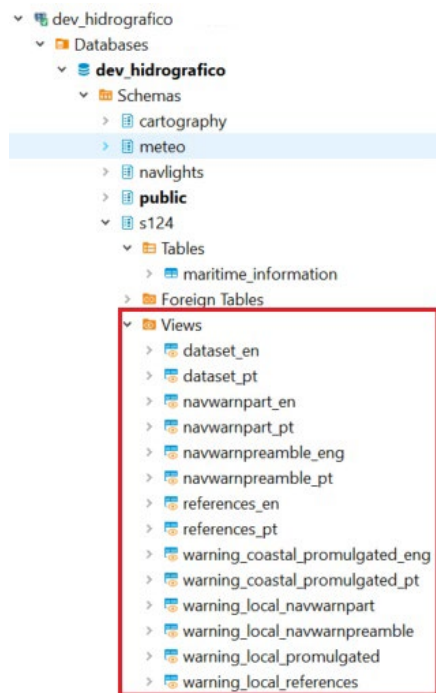 dev_hidrografico
Databases
dev_hidrografico
Schemas
cartography
meteo
navlights
public
s124
Tables
maritime_information
Foreign Tables
Views
dataset_en
dataset_pt
navwarnpart_en
navwarnpart_pt
navwarnpreamble_eng
navwarnpreamble_pt
references_en
references_pt
warning_coastal_promulgated_eng
warning_coastal_promulgated_pt
warning_local_navwarnpart
warning_local_navwarnpreamble
warning_local_promulgated
warning_local_references